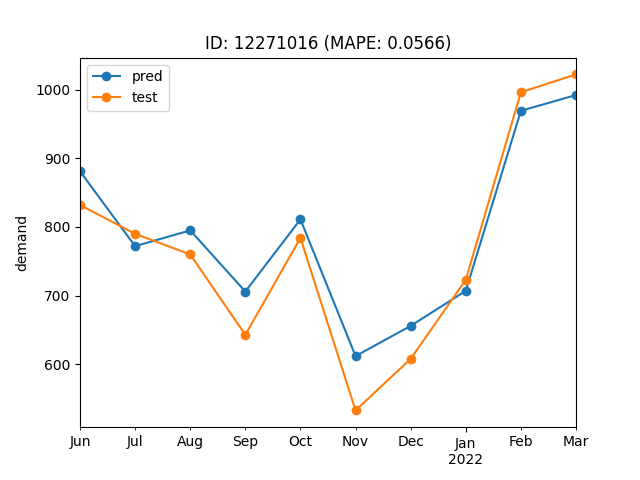 ID: 12271016 (MAPE: 0.0566)
pred
test
demand
1000
900
800
700
600
Jun Jul Aug Sep Oct Nov Dec Jan Feb Mar
2022